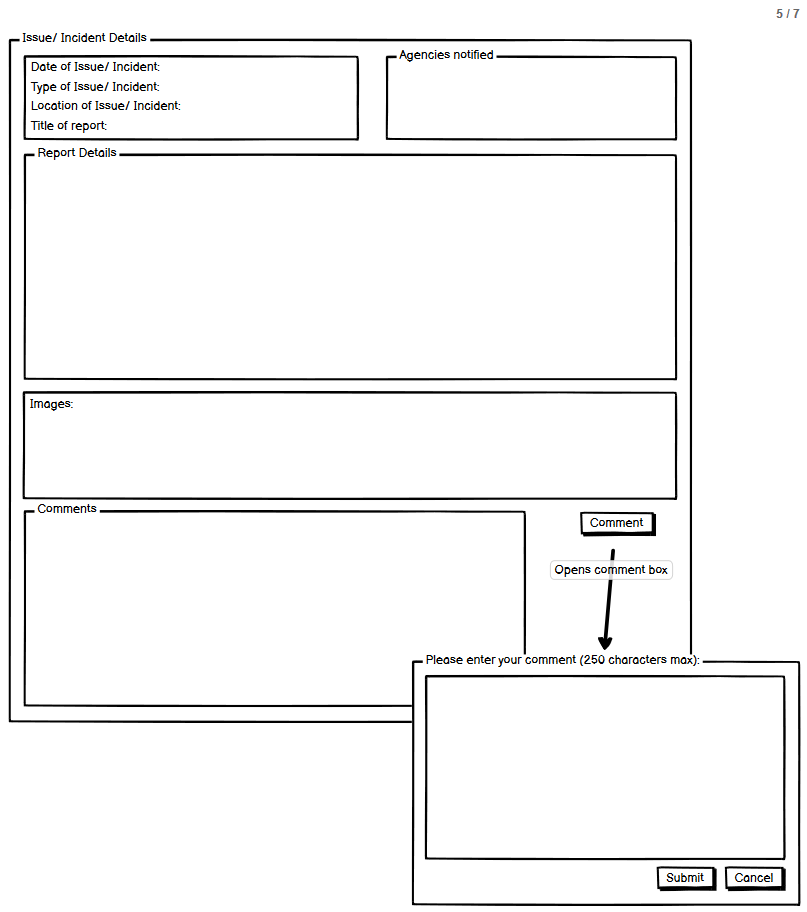 5 / 7
Issue/ Incident Details
Date of Issue/ Incident:
Type of Issue/ Incident:
Location of Issue/ Incident:
Title of report:
Agencies notified
Report Details
Images:
Comments
Comment
Opens comment box
Please enter your comment (250 characters max):
Submit
Cancel